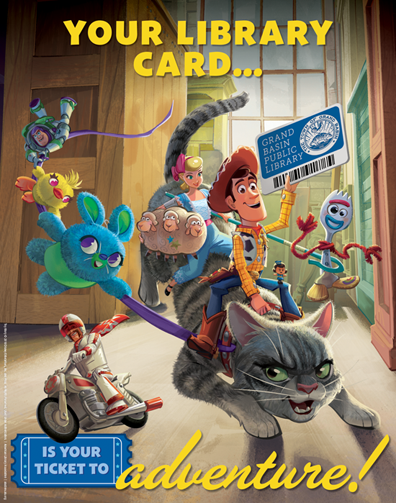 YOUR LIBRARY
CARD...
GRAND
BASIN
PUBLIC
LIBRARY
IS YOUR
TICKET TO
adventure!